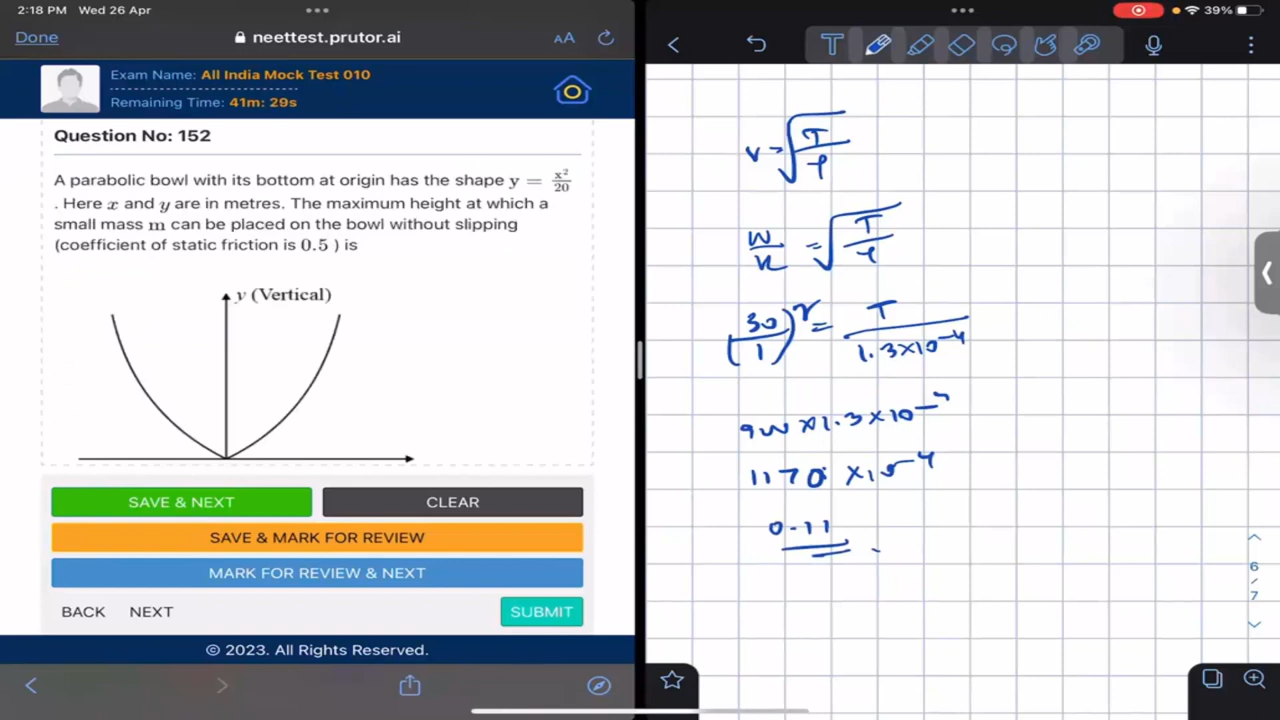 2:18 PM Wed 26 Apr
39%
Done
neettest.prutor.ai
AA
Exam Name: All India Mock Test 010
Remaining Time: 41m: 29s
Question No: 152
A parabolic bowl with its bottom at origin has the shape y = x²/20
. Here x and y are in metres. The maximum height at which a
small mass m can be placed on the bowl without slipping
(coefficient of static friction is 0.5 ) is
y (Vertical)
SAVE & NEXT
CLEAR
SAVE & MARK FOR REVIEW
MARK FOR REVIEW & NEXT
BACK
NEXT
SUBMIT
© 2023. All Rights Reserved.
T
v = √T/ρ
w/k = √T/ρ
(30/1)² = T/1.3×10⁻⁴
900 × 1.3 × 10⁻⁴
1170 × 10⁻⁴
0.11
6
/
7